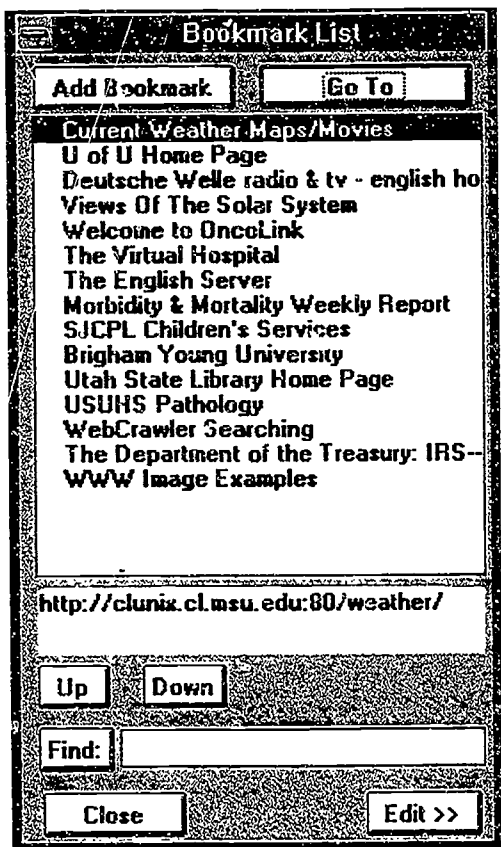 Bookmark List
Add Bookmark Go To
Current Weather Maps/Movies
U of U Home Page
Deutsche Welle radio & tv - english ho
Views Of The Solar System
Welcome to OncoLink
The Virtual Hospital
The English Server
Morbidity & Mortality Weekly Report
SJCPL Children's Services
Brigham Young University
Utah State Library Home Page
USUHS Pathology
WebCrawler Searching
The Department of the Treasury: IRS--
WWW Image Examples
http://clunix.cl.msu.edu:80/weather/
Up Down
Find:
Close Edit >>